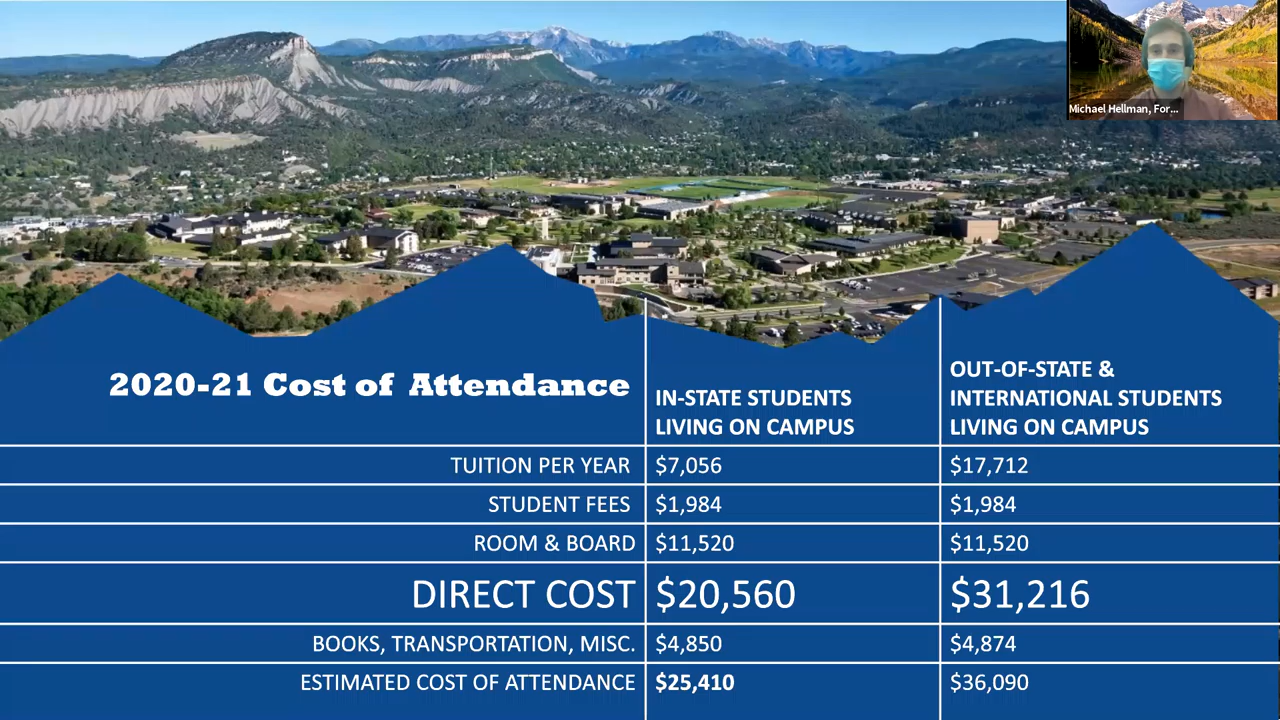 Michael Hellman, For...
2020-21 Cost of Attendance
IN-STATE STUDENTS
LIVING ON CAMPUS
OUT-OF-STATE &
INTERNATIONAL STUDENTS
LIVING ON CAMPUS
TUITION PER YEAR $7,056 $17,712
STUDENT FEES $1,984 $1,984
ROOM & BOARD $11,520 $11,520
DIRECT COST $20,560 $31,216
BOOKS, TRANSPORTATION, MISC. $4,850 $4,874
ESTIMATED COST OF ATTENDANCE $25,410 $36,090